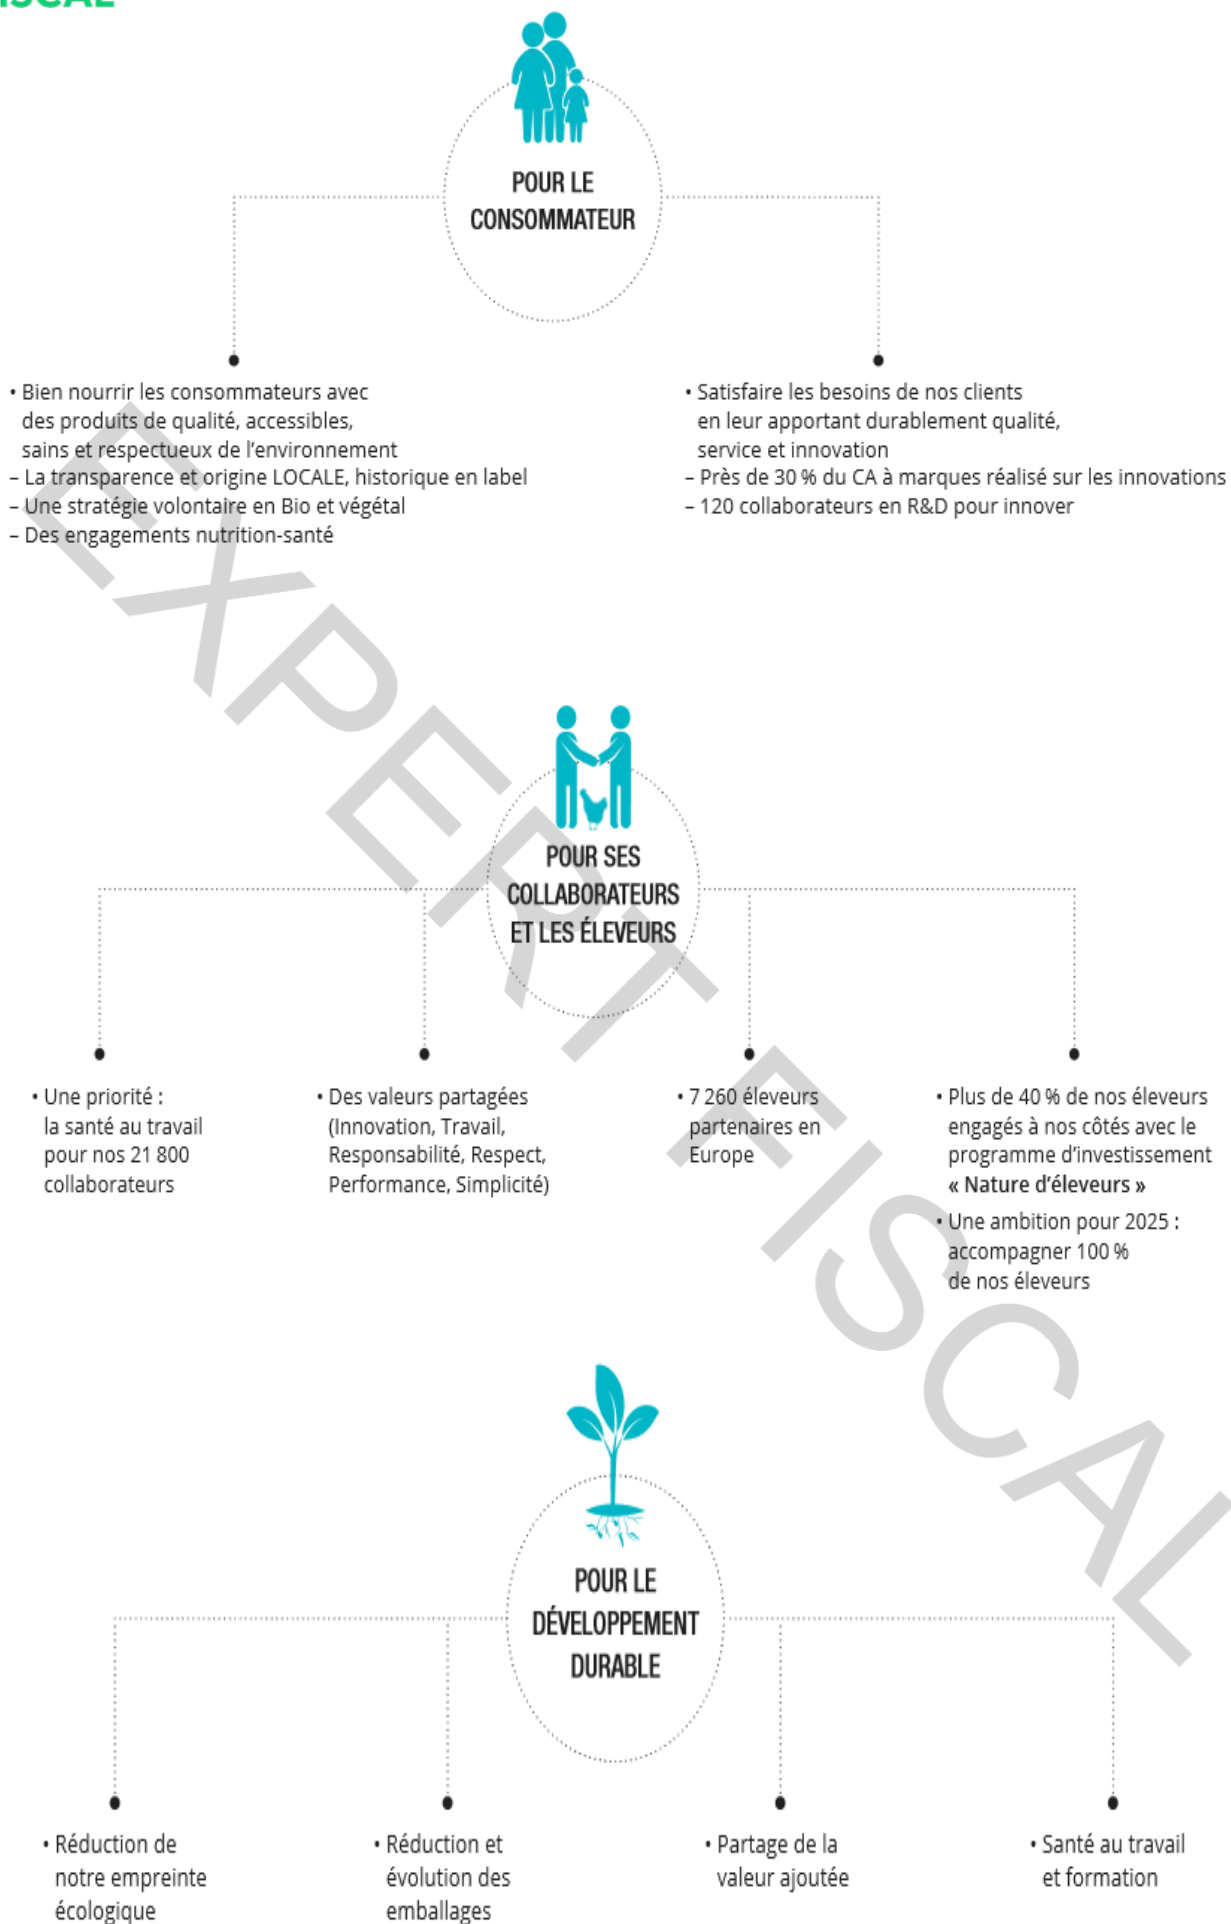 POUR LE
CONSOMMATEUR
• Bien nourrir les consommateurs avec
des produits de qualité, accessibles,
sains et respectueux de l'environnement
– La transparence et origine LOCALE, historique en label
– Une stratégie volontaire en Bio et végétal
– Des engagements nutrition-santé
• Satisfaire les besoins de nos clients
en leur apportant durablement qualité,
service et innovation
– Près de 30 % du CA à marques réalisé sur les innovations
– 120 collaborateurs en R&D pour innover
POUR SES
COLLABORATEURS
ET LES ÉLEVEURS
• Une priorité :
la santé au travail
pour nos 21 800
collaborateurs
• Des valeurs partagées
(Innovation, Travail,
Responsabilité, Respect,
Performance, Simplicité)
• 7 260 éleveurs
partenaires en
Europe
• Plus de 40 % de nos éleveurs
engagés à nos côtés avec le
programme d'investissement
« Nature d'éleveurs »
• Une ambition pour 2025 :
accompagner 100 %
de nos éleveurs
POUR LE
DÉVELOPPEMENT
DURABLE
• Réduction de
notre empreinte
écologique
• Réduction et
évolution des
emballages
• Partage de la
valeur ajoutée
• Santé au travail
et formation
EXPERT FISCAL